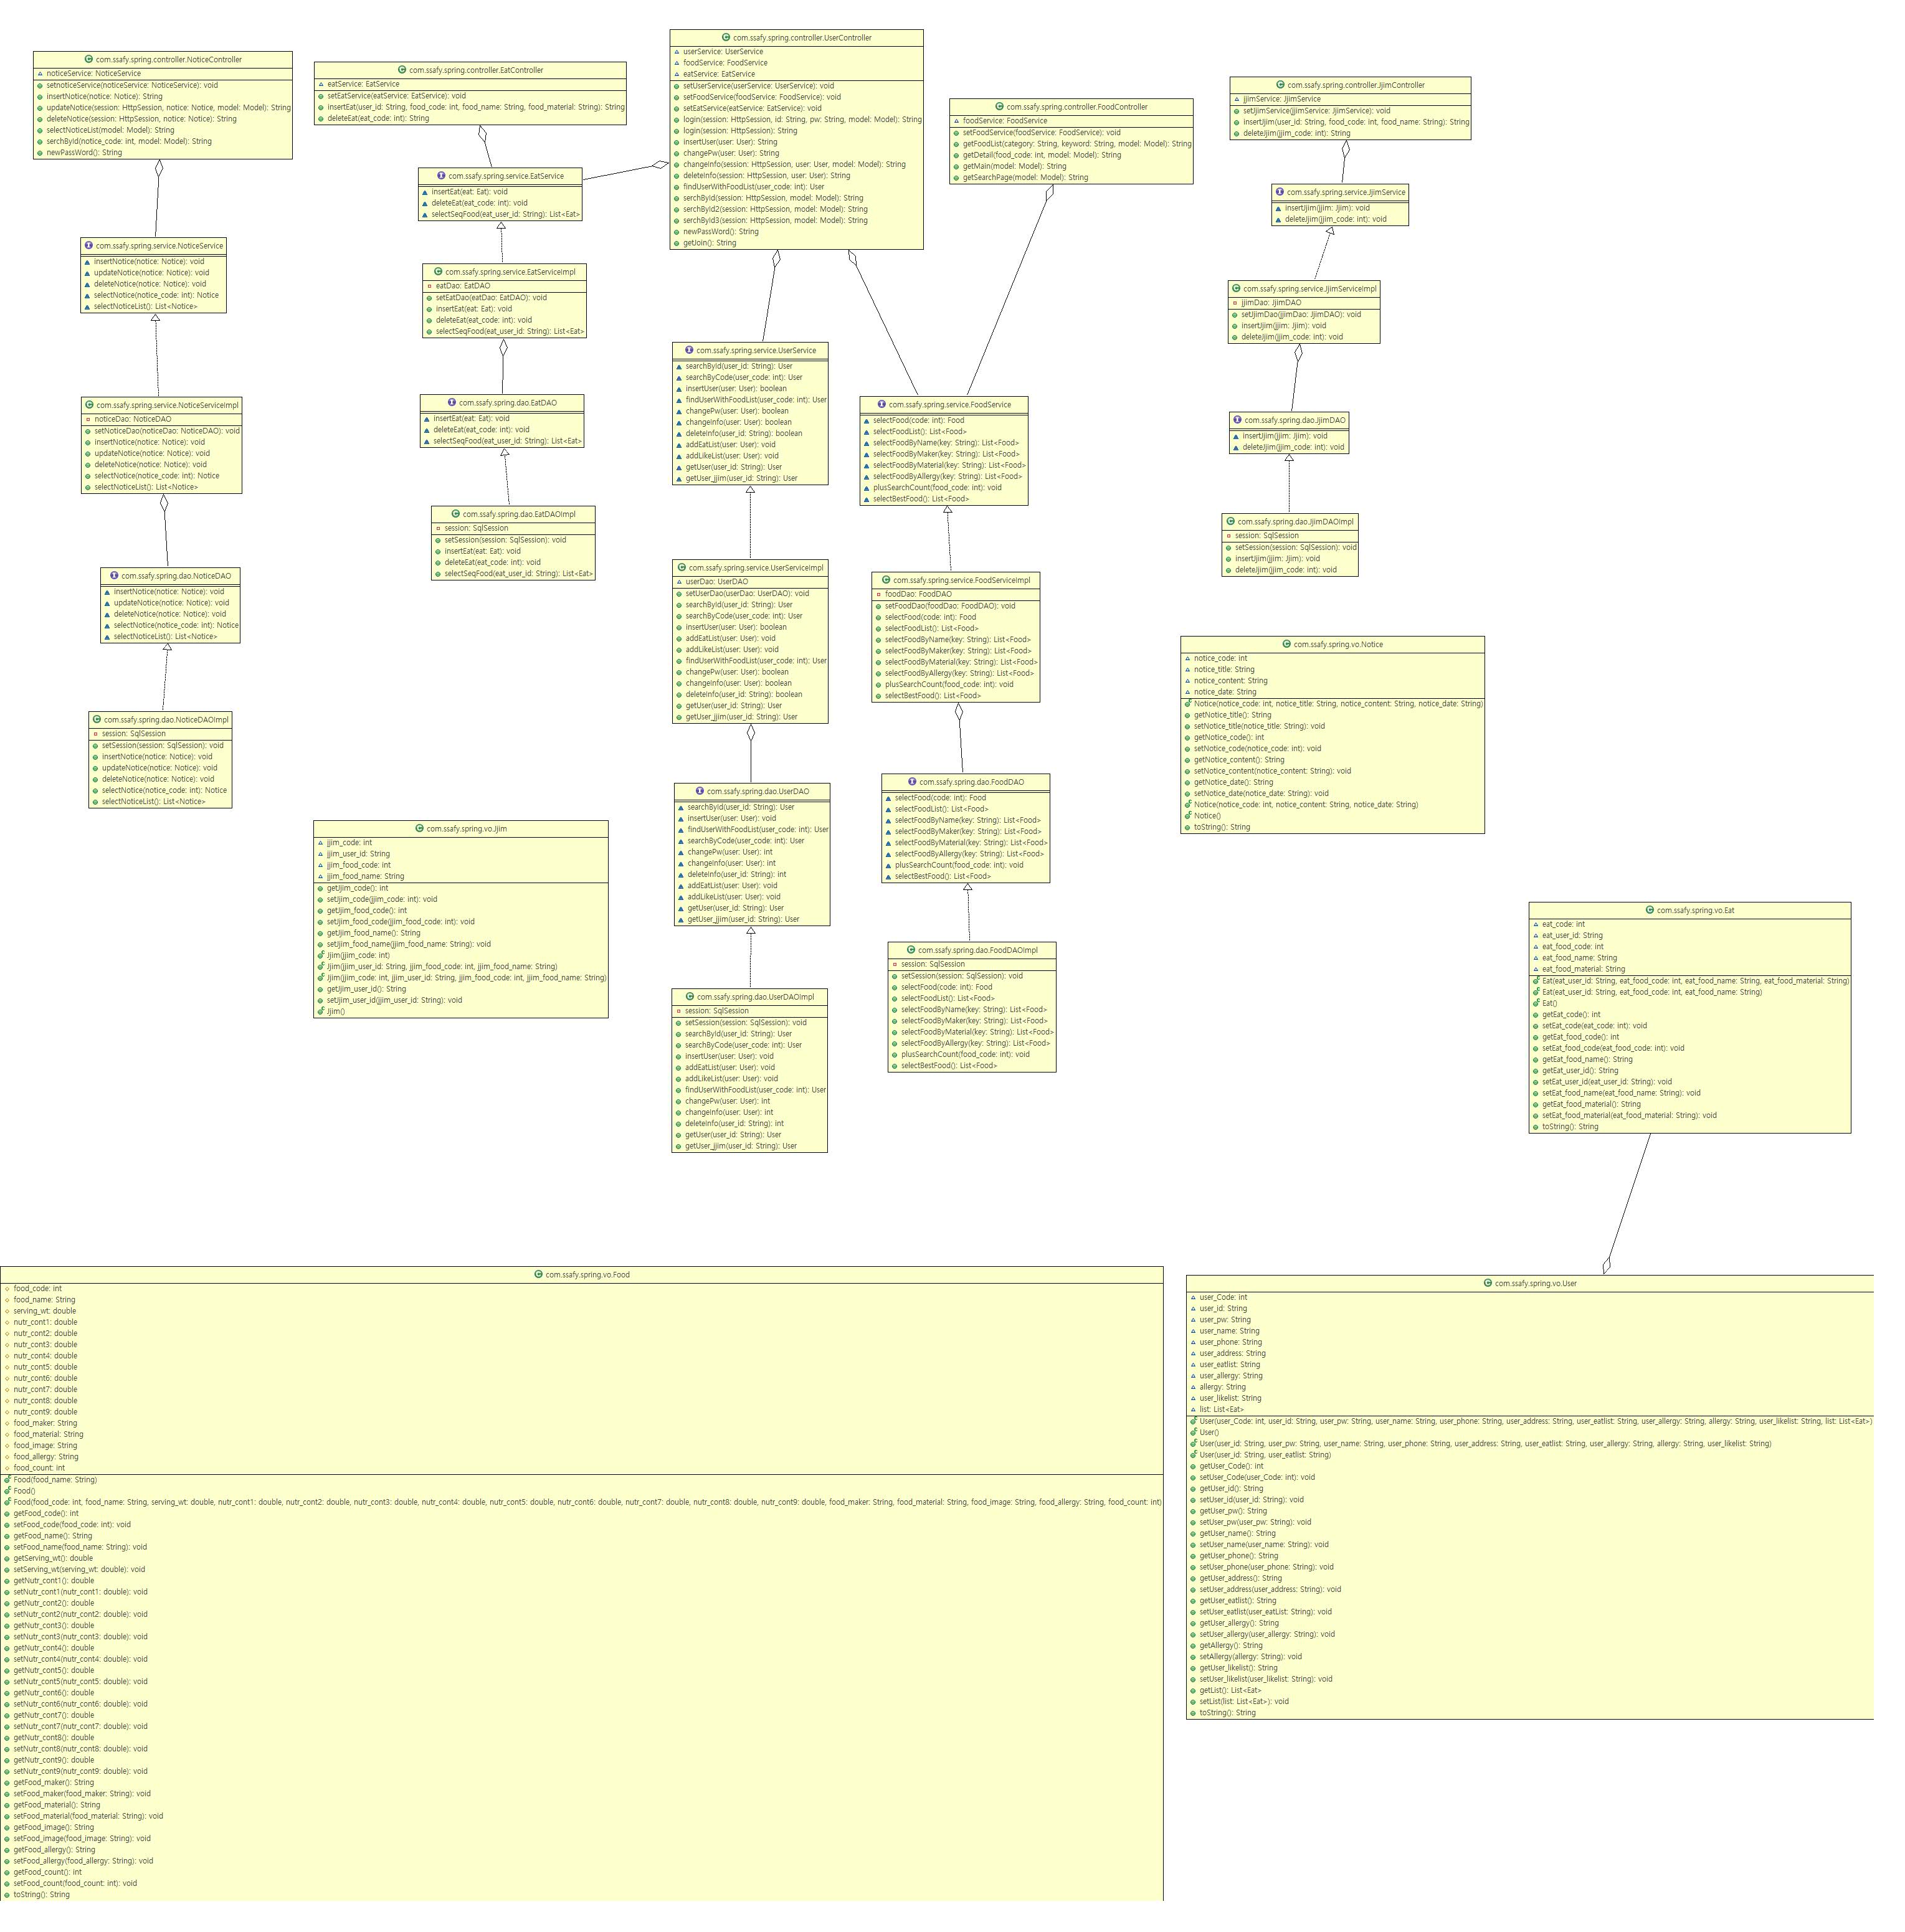 com.ssafy.spring.controller.NoticeController
noticeService: NoticeService
setnoticeService(noticeService: NoticeService): void
insertNotice(notice: Notice): String
updateNotice(session: HttpSession, notice: Notice, model: Model): String
deleteNotice(session: HttpSession, notice: Notice): String
selectNoticeList(model: Model): String
serchById(notice_code: int, model: Model): String
newPassWord(): String
com.ssafy.spring.controller.EatController
eatService: EatService
setEatService(eatService: EatService): void
insertEat(user_id: String, food_code: int, food_name: String, food_material: String): String
deleteEat(eat_code: int): String
com.ssafy.spring.controller.UserController
userService: UserService
foodService: FoodService
eatService: EatService
setUserService(userService: UserService): void
setFoodService(foodService: FoodService): void
setEatService(eatService: EatService): void
login(session: HttpSession, id: String, pw: String, model: Model): String
login(session: HttpSession): String
insertUser(user: User): String
changePw(user: User): String
changeInfo(session: HttpSession, user: User, model: Model): String
deleteInfo(session: HttpSession, user: User): String
findUserWithFoodList(user_code: int): User
serchById(session: HttpSession, model: Model): String
serchById2(session: HttpSession, model: Model): String
serchById3(session: HttpSession, model: Model): String
newPassWord(): String
getJoin(): String
com.ssafy.spring.controller.FoodController
foodService: FoodService
setFoodService(foodService: FoodService): void
getFoodList(category: String, keyword: String, model: Model): String
getDetail(food_code: int, model: Model): String
getMain(model: Model): String
getSearchPage(model: Model): String
com.ssafy.spring.controller.JjimController
jjimService: JjimService
setJjimService(jjimService: JjimService): void
insertJjim(user_id: String, food_code: int, food_name: String): String
deleteJjim(jjim_code: int): String
com.ssafy.spring.service.EatService
insertEat(eat: Eat): void
deleteEat(eat_code: int): void
selectSeqFood(eat_user_id: String): List<Eat>
com.ssafy.spring.service.JjimService
insertJjim(jjim: Jjim): void
deleteJjim(jjim_code: int): void
com.ssafy.spring.service.NoticeService
insertNotice(notice: Notice): void
updateNotice(notice: Notice): void
deleteNotice(notice: Notice): void
selectNotice(notice_code: int): Notice
selectNoticeList(): List<Notice>
com.ssafy.spring.service.EatServiceImpl
eatDao: EatDAO
setEatDao(eatDao: EatDAO): void
insertEat(eat: Eat): void
deleteEat(eat_code: int): void
selectSeqFood(eat_user_id: String): List<Eat>
com.ssafy.spring.service.JjimServiceImpl
jjimDao: JjimDAO
setJjimDao(jjimDao: JjimDAO): void
insertJjim(jjim: Jjim): void
deleteJjim(jjim_code: int): void
com.ssafy.spring.service.UserService
searchById(user_id: String): User
searchByCode(user_code: int): User
insertUser(user: User): boolean
findUserWithFoodList(user_code: int): User
changePw(user: User): boolean
changeInfo(user: User): boolean
deleteInfo(user_id: String): boolean
addEatList(user: User): void
addLikeList(user: User): void
getUser(user_id: String): User
getUser_jjim(user_id: String): User
com.ssafy.spring.service.FoodService
selectFood(code: int): Food
selectFoodList(): List<Food>
selectFoodByName(key: String): List<Food>
selectFoodByMaker(key: String): List<Food>
selectFoodByMaterial(key: String): List<Food>
selectFoodByAllergy(key: String): List<Food>
plusSearchCount(food_code: int): void
selectBestFood(): List<Food>
com.ssafy.spring.service.NoticeServiceImpl
noticeDao: NoticeDAO
setNoticeDao(noticeDao: NoticeDAO): void
insertNotice(notice: Notice): void
updateNotice(notice: Notice): void
deleteNotice(notice: Notice): void
selectNotice(notice_code: int): Notice
selectNoticeList(): List<Notice>
com.ssafy.spring.dao.EatDAO
insertEat(eat: Eat): void
deleteEat(eat_code: int): void
selectSeqFood(eat_user_id: String): List<Eat>
com.ssafy.spring.dao.JjimDAO
insertJjim(jjim: Jjim): void
deleteJjim(jjim_code: int): void
com.ssafy.spring.dao.EatDAOImpl
session: SqlSession
setSession(session: SqlSession): void
insertEat(eat: Eat): void
deleteEat(eat_code: int): void
selectSeqFood(eat_user_id: String): List<Eat>
com.ssafy.spring.dao.JjimDAOImpl
session: SqlSession
setSession(session: SqlSession): void
insertJjim(jjim: Jjim): void
deleteJjim(jjim_code: int): void
com.ssafy.spring.dao.NoticeDAO
insertNotice(notice: Notice): void
updateNotice(notice: Notice): void
deleteNotice(notice: Notice): void
selectNotice(notice_code: int): Notice
selectNoticeList(): List<Notice>
com.ssafy.spring.service.UserServiceImpl
userDao: UserDAO
setUserDao(userDao: UserDAO): void
searchById(user_id: String): User
searchByCode(user_code: int): User
insertUser(user: User): boolean
addEatList(user: User): void
addLikeList(user: User): void
findUserWithFoodList(user_code: int): User
changePw(user: User): boolean
changeInfo(user: User): boolean
deleteInfo(user_id: String): boolean
getUser(user_id: String): User
getUser_jjim(user_id: String): User
com.ssafy.spring.service.FoodServiceImpl
foodDao: FoodDAO
setFoodDao(foodDao: FoodDAO): void
selectFood(code: int): Food
selectFoodList(): List<Food>
selectFoodByName(key: String): List<Food>
selectFoodByMaker(key: String): List<Food>
selectFoodByMaterial(key: String): List<Food>
selectFoodByAllergy(key: String): List<Food>
plusSearchCount(food_code: int): void
selectBestFood(): List<Food>
com.ssafy.spring.vo.Notice
notice_code: int
notice_title: String
notice_content: String
notice_date: String
Notice(notice_code: int, notice_title: String, notice_content: String, notice_date: String)
getNotice_title(): String
setNotice_title(notice_title: String): void
getNotice_code(): int
setNotice_code(notice_code: int): void
getNotice_content(): String
setNotice_content(notice_content: String): void
getNotice_date(): String
setNotice_date(notice_date: String): void
Notice(notice_code: int, notice_content: String, notice_date: String)
Notice()
toString(): String
com.ssafy.spring.dao.NoticeDAOImpl
session: SqlSession
setSession(session: SqlSession): void
insertNotice(notice: Notice): void
updateNotice(notice: Notice): void
deleteNotice(notice: Notice): void
selectNotice(notice_code: int): Notice
selectNoticeList(): List<Notice>
com.ssafy.spring.vo.Jjim
jjim_code: int
jjim_user_id: String
jjim_food_code: int
jjim_food_name: String
getJjim_code(): int
setJjim_code(jjim_code: int): void
getJjim_food_code(): int
setJjim_food_code(jjim_food_code: int): void
getJjim_food_name(): String
setJjim_food_name(jjim_food_name: String): void
Jjim(jjim_code: int)
Jjim(jjim_user_id: String, jjim_food_code: int, jjim_food_name: String)
Jjim(jjim_code: int, jjim_user_id: String, jjim_food_code: int, jjim_food_name: String)
getJjim_user_id(): String
setJjim_user_id(jjim_user_id: String): void
Jjim()
com.ssafy.spring.dao.UserDAO
searchById(user_id: String): User
insertUser(user: User): void
findUserWithFoodList(user_code: int): User
searchByCode(user_code: int): User
changePw(user: User): int
changeInfo(user: User): int
deleteInfo(user_id: String): int
addEatList(user: User): void
addLikeList(user: User): void
getUser(user_id: String): User
getUser_jjim(user_id: String): User
com.ssafy.spring.dao.FoodDAO
selectFood(code: int): Food
selectFoodList(): List<Food>
selectFoodByName(key: String): List<Food>
selectFoodByMaker(key: String): List<Food>
selectFoodByMaterial(key: String): List<Food>
selectFoodByAllergy(key: String): List<Food>
plusSearchCount(food_code: int): void
selectBestFood(): List<Food>
com.ssafy.spring.dao.UserDAOImpl
session: SqlSession
setSession(session: SqlSession): void
searchById(user_id: String): User
searchByCode(user_code: int): User
insertUser(user: User): void
addEatList(user: User): void
addLikeList(user: User): void
findUserWithFoodList(user_code: int): User
changePw(user: User): int
changeInfo(user: User): int
deleteInfo(user_id: String): int
getUser(user_id: String): User
getUser_jjim(user_id: String): User
com.ssafy.spring.dao.FoodDAOImpl
session: SqlSession
setSession(session: SqlSession): void
selectFood(code: int): Food
selectFoodList(): List<Food>
selectFoodByName(key: String): List<Food>
selectFoodByMaker(key: String): List<Food>
selectFoodByMaterial(key: String): List<Food>
selectFoodByAllergy(key: String): List<Food>
plusSearchCount(food_code: int): void
selectBestFood(): List<Food>
com.ssafy.spring.vo.Eat
eat_code: int
eat_user_id: String
eat_food_code: int
eat_food_name: String
eat_food_material: String
Eat(eat_user_id: String, eat_food_code: int, eat_food_name: String, eat_food_material: String)
Eat(eat_user_id: String, eat_food_code: int, eat_food_name: String)
Eat()
getEat_code(): int
setEat_code(eat_code: int): void
getEat_food_code(): int
setEat_food_code(eat_food_code: int): void
getEat_food_name(): String
getEat_user_id(): String
setEat_user_id(eat_user_id: String): void
setEat_food_name(eat_food_name: String): void
getEat_food_material(): String
setEat_food_material(eat_food_material: String): void
toString(): String
com.ssafy.spring.vo.Food
food_code: int
food_name: String
serving_wt: double
nutr_cont1: double
nutr_cont2: double
nutr_cont3: double
nutr_cont4: double
nutr_cont5: double
nutr_cont6: double
nutr_cont7: double
nutr_cont8: double
nutr_cont9: double
food_maker: String
food_material: String
food_image: String
food_allergy: String
food_count: int
Food(food_name: String)
Food()
Food(food_code: int, food_name: String, serving_wt: double, nutr_cont1: double, nutr_cont2: double, nutr_cont3: double, nutr_cont4: double, nutr_cont5: double, nutr_cont6: double, nutr_cont7: double, nutr_cont8: double, nutr_cont9: double, food_maker: String, food_material: String, food_image: String, food_allergy: String, food_count: int)
getFood_code(): int
setFood_code(food_code: int): void
getFood_name(): String
setFood_name(food_name: String): void
getServing_wt(): double
setServing_wt(serving_wt: double): void
getNutr_cont1(): double
setNutr_cont1(nutr_cont1: double): void
getNutr_cont2(): double
setNutr_cont2(nutr_cont2: double): void
getNutr_cont3(): double
setNutr_cont3(nutr_cont3: double): void
getNutr_cont4(): double
setNutr_cont4(nutr_cont4: double): void
getNutr_cont5(): double
setNutr_cont5(nutr_cont5: double): void
getNutr_cont6(): double
setNutr_cont6(nutr_cont6: double): void
getNutr_cont7(): double
setNutr_cont7(nutr_cont7: double): void
getNutr_cont8(): double
setNutr_cont8(nutr_cont8: double): void
getNutr_cont9(): double
setNutr_cont9(nutr_cont9: double): void
getFood_maker(): String
setFood_maker(food_maker: String): void
getFood_material(): String
setFood_material(food_material: String): void
getFood_image(): String
setFood_image(food_image: String): void
getFood_allergy(): String
setFood_allergy(food_allergy: String): void
getFood_count(): int
setFood_count(food_count: int): void
toString(): String
com.ssafy.spring.vo.User
user_Code: int
user_id: String
user_pw: String
user_name: String
user_phone: String
user_address: String
user_eatlist: String
user_allergy: String
allergy: String
user_likelist: String
list: List<Eat>
User(user_Code: int, user_id: String, user_pw: String, user_name: String, user_phone: String, user_address: String, user_eatlist: String, user_allergy: String, allergy: String, user_likelist: String, list: List<Eat>)
User()
User(user_id: String, user_pw: String, user_name: String, user_phone: String, user_address: String, user_eatlist: String, user_allergy: String, allergy: String, user_likelist: String)
User(user_id: String, user_eatlist: String)
getUser_Code(): int
setUser_Code(user_Code: int): void
getUser_id(): String
setUser_id(user_id: String): void
getUser_pw(): String
setUser_pw(user_pw: String): void
getUser_name(): String
setUser_name(user_name: String): void
getUser_phone(): String
setUser_phone(user_phone: String): void
getUser_address(): String
setUser_address(user_address: String): void
getUser_eatlist(): String
setUser_eatlist(user_eatList: String): void
getUser_allergy(): String
setUser_allergy(user_allergy: String): void
getAllergy(): String
setAllergy(allergy: String): void
getUser_likelist(): String
setUser_likelist(user_likelist: String): void
getList(): List<Eat>
setList(list: List<Eat>): void
toString(): String